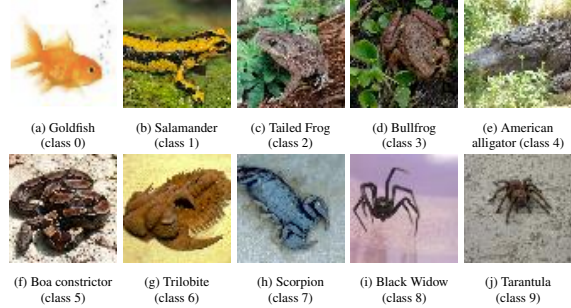 (a) Goldfish (b) Salamander (c) Tailed Frog (d) Bullfrog (e) American
(class 0) (class 1) (class 2) (class 3) alligator (class 4)
(f) Boa constrictor (g) Trilobite (h) Scorpion (i) Black Widow (j) Tarantula
(class 5) (class 6) (class 7) (class 8) (class 9)